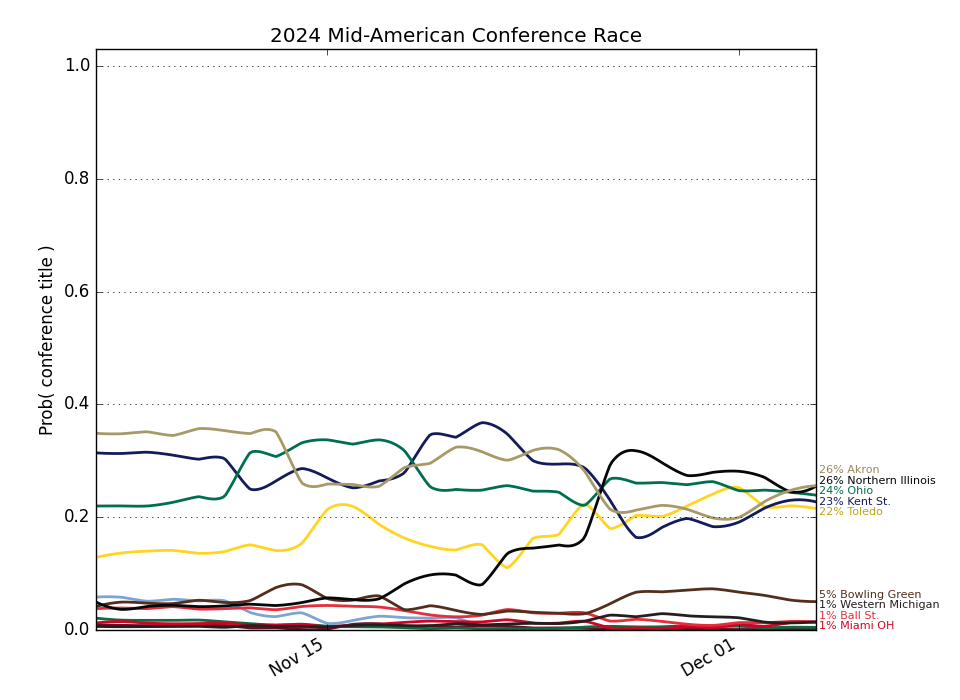 2024 Mid-American Conference Race
Prob( conference title )
1.0
0.8
0.6
0.4
0.2
0.0
Nov 15
Dec 01
26% Akron
26% Northern Illinois
24% Ohio
23% Kent St.
22% Toledo
5% Bowling Green
1% Western Michigan
1% Ball St.
1% Miami OH